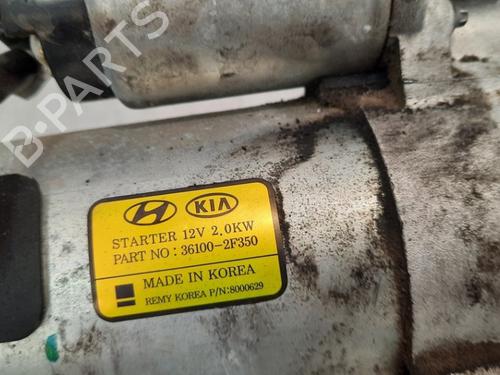 B-PARTS
KIA
STARTER 12V 2.0KW
PART NO : 36100-2F350
MADE IN KOREA
REMY KOREA P/N:8000629